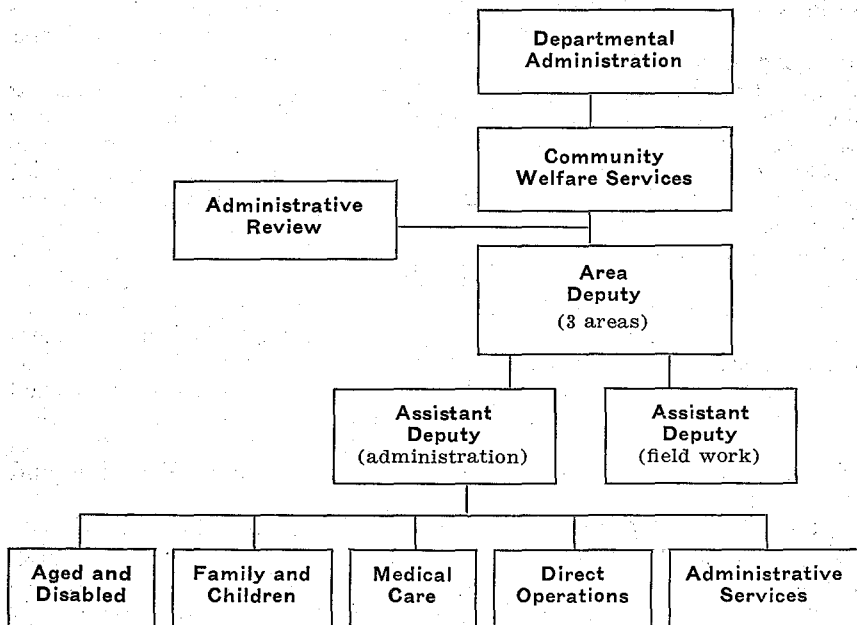 Departmental
Administration
Community
Welfare Services
Administrative
Review
Area
Deputy
(3 areas)
Assistant
Deputy
(administration)
Assistant
Deputy
(field work)
Aged and
Disabled
Family and
Children
Medical
Care
Direct
Operations
Administrative
Services